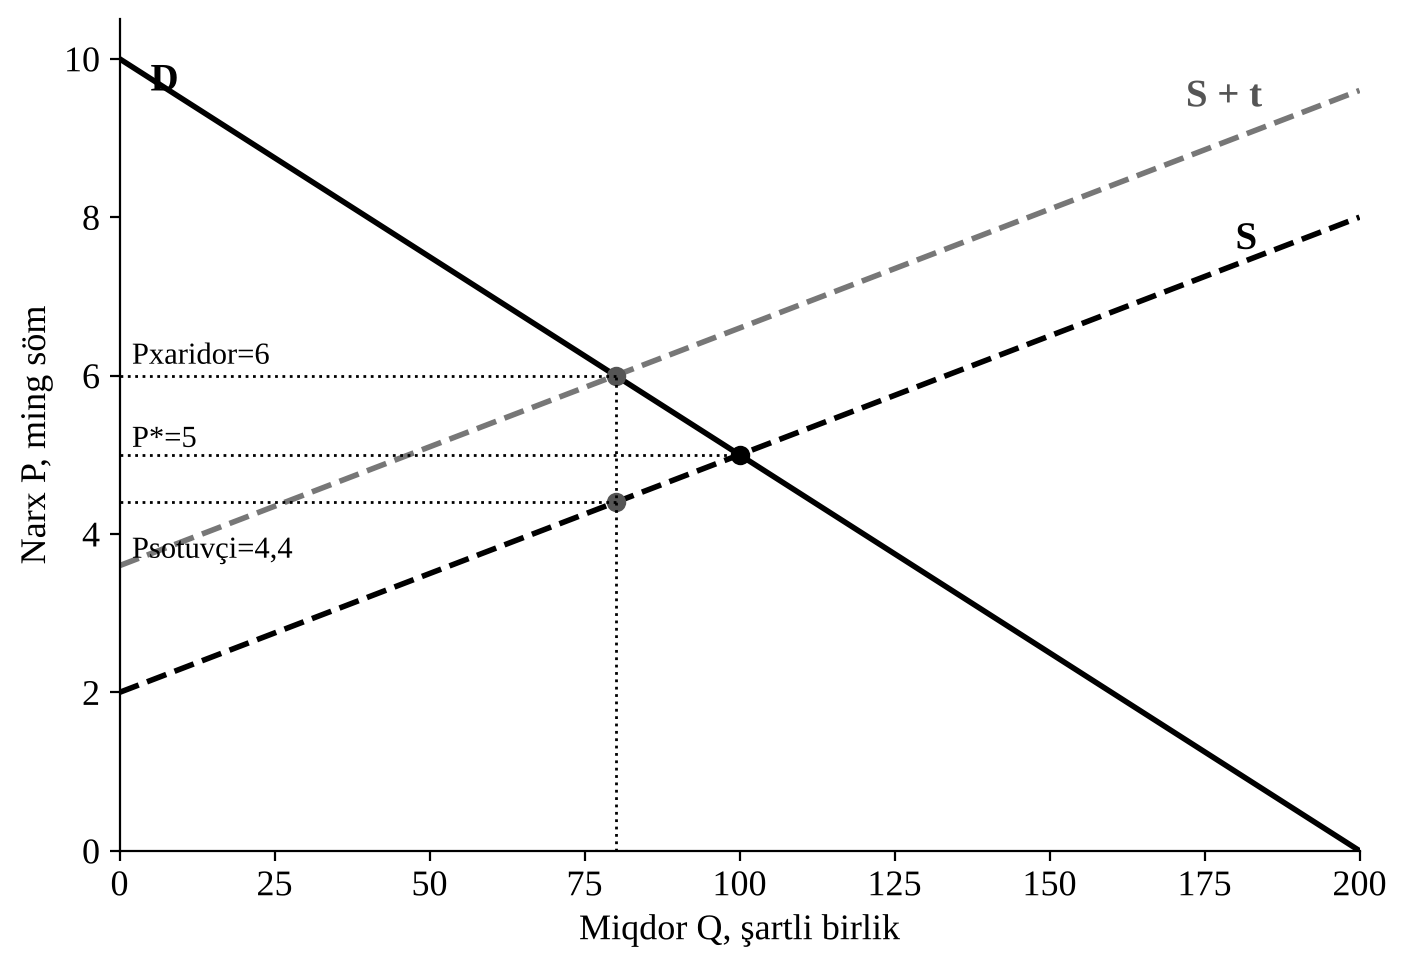 10
D
S + t
8
S
Pxaridor=6
6
P*=5
4
Psotuvçi=4,4
2
0
Narx P, ming söm
0 25 50 75 100 125 150 175 200
Miqdor Q, şartli birlik